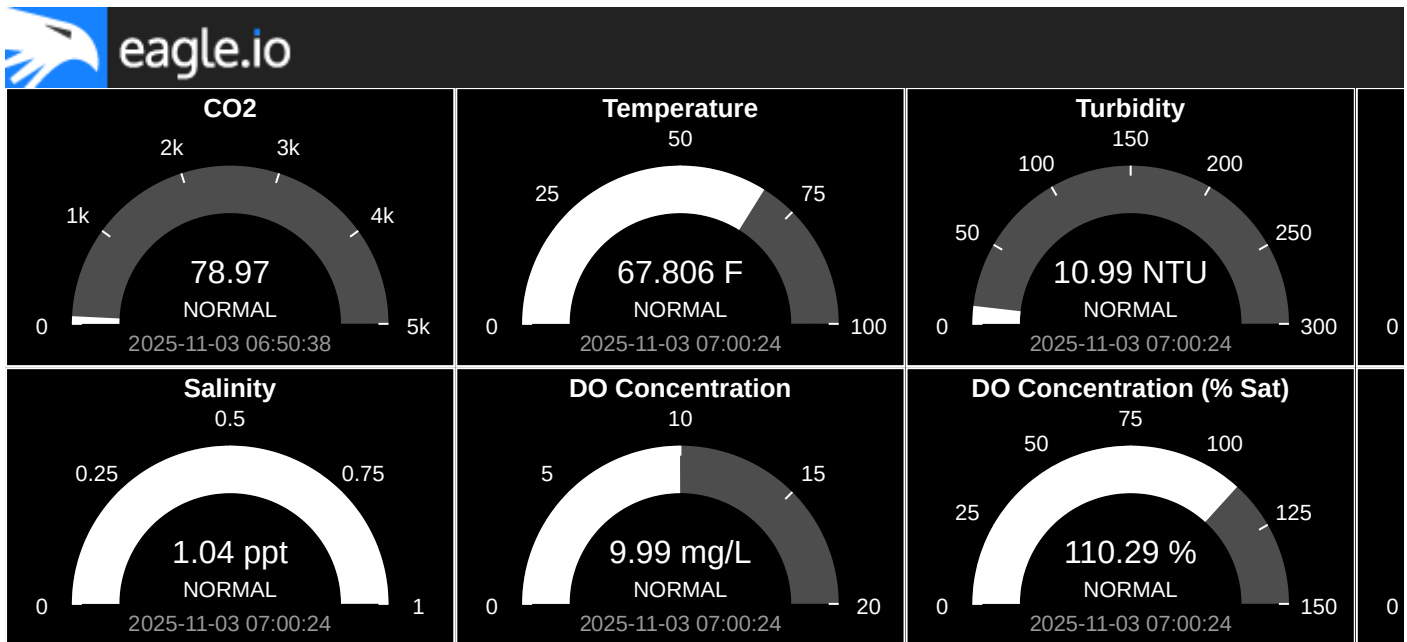 eagle.io
CO2
2k
3k
1k
4k
78.97
NORMAL
0
5k
2025-11-03 06:50:38
Temperature
50
25
75
67.806 F
NORMAL
0
100
2025-11-03 07:00:24
Turbidity
150
100
200
50
250
10.99 NTU
NORMAL
0
300
2025-11-03 07:00:24
0
Salinity
0.5
0.25
0.75
1.04 ppt
NORMAL
0
1
2025-11-03 07:00:24
DO Concentration
10
5
15
9.99 mg/L
NORMAL
0
20
2025-11-03 07:00:24
DO Concentration (% Sat)
75
50
100
25
125
110.29 %
NORMAL
0
150
2025-11-03 07:00:24
0